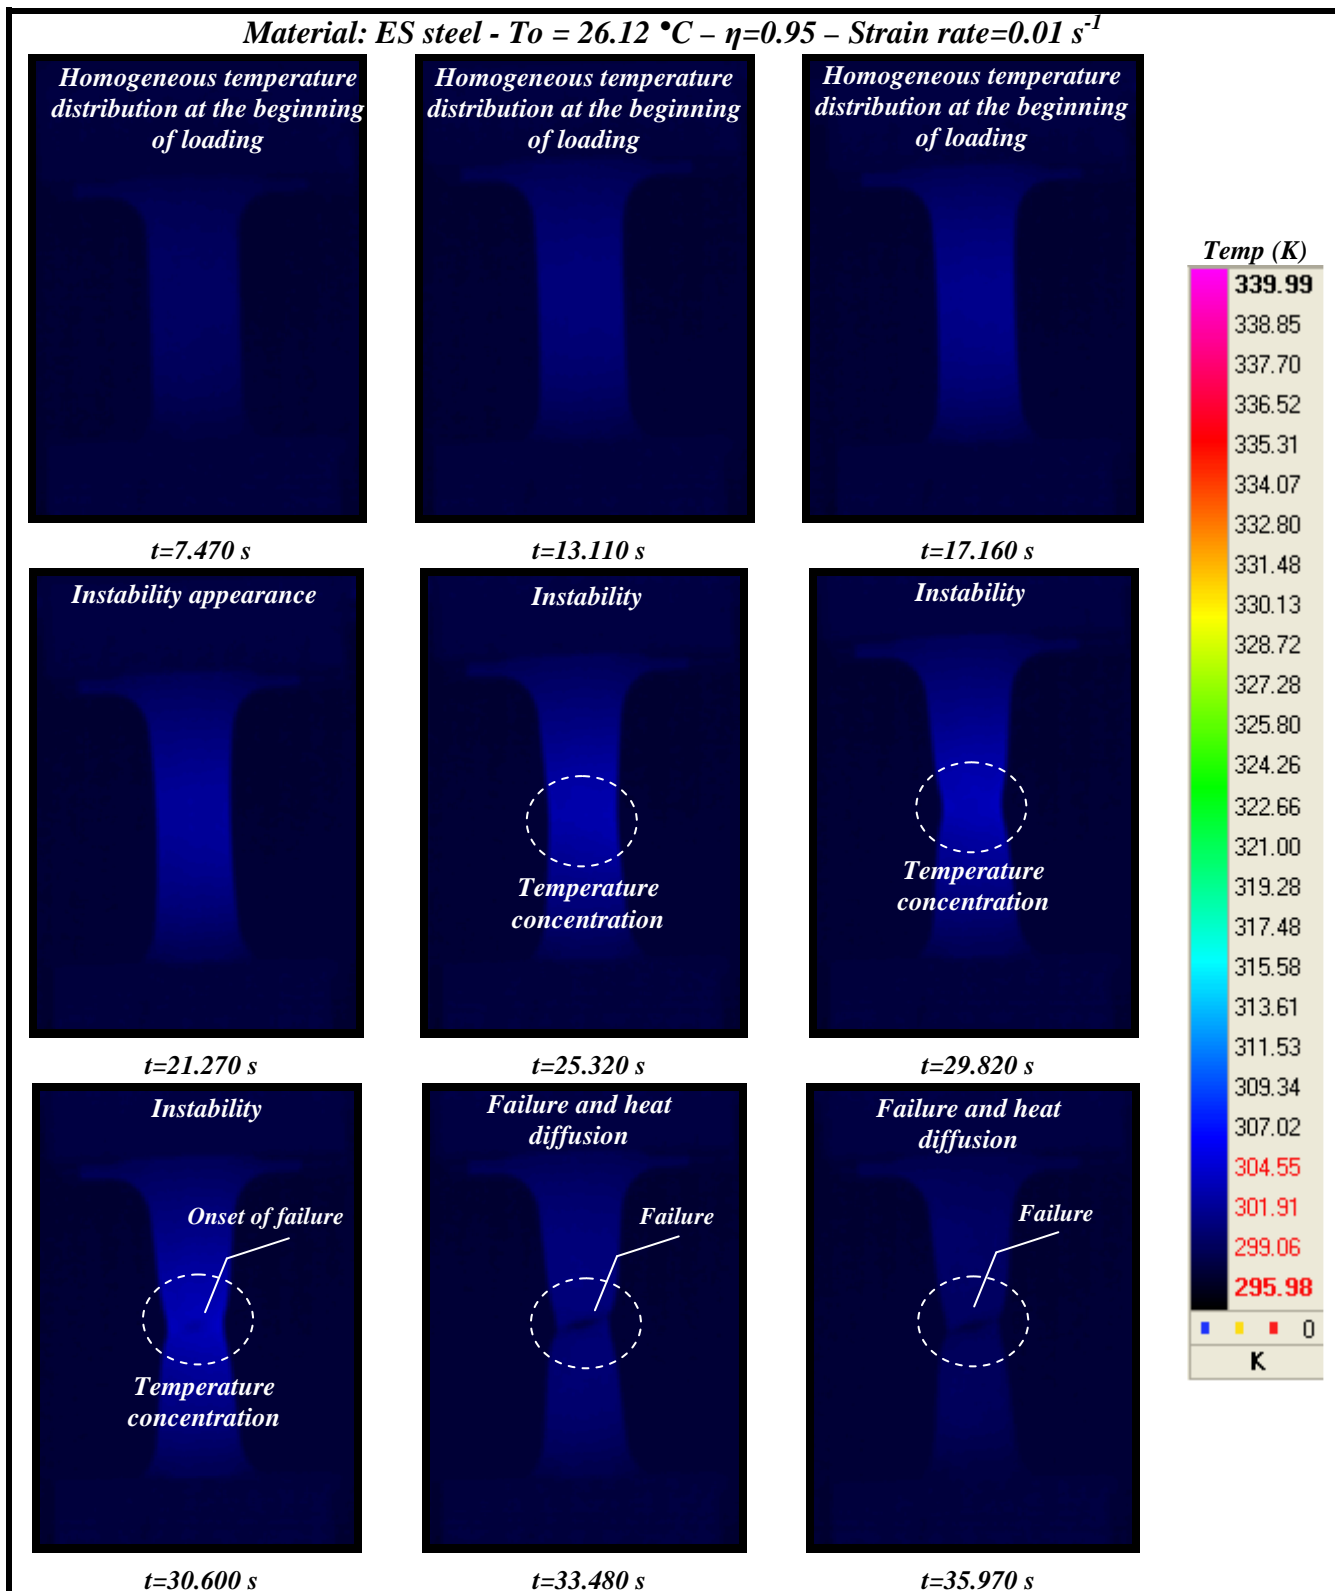 Material: ES steel - To = 26.12 °C – η=0.95 – Strain rate=0.01 s⁻¹
Homogeneous temperature
distribution at the beginning
of loading
Homogeneous temperature
distribution at the beginning
of loading
Homogeneous temperature
distribution at the beginning
of loading
t=7.470 s
t=13.110 s
t=17.160 s
Instability appearance
Instability
Temperature
concentration
Instability
Temperature
concentration
t=21.270 s
t=25.320 s
t=29.820 s
Instability
Onset of failure
Temperature
concentration
Failure and heat
diffusion
Failure
Failure and heat
diffusion
Failure
t=30.600 s
t=33.480 s
t=35.970 s
Temp (K)
339.99
338.85
337.70
336.52
335.31
334.07
332.80
331.48
330.13
328.72
327.28
325.80
324.26
322.66
321.00
319.28
317.48
315.58
313.61
311.53
309.34
307.02
304.55
301.91
299.06
295.98
0
K